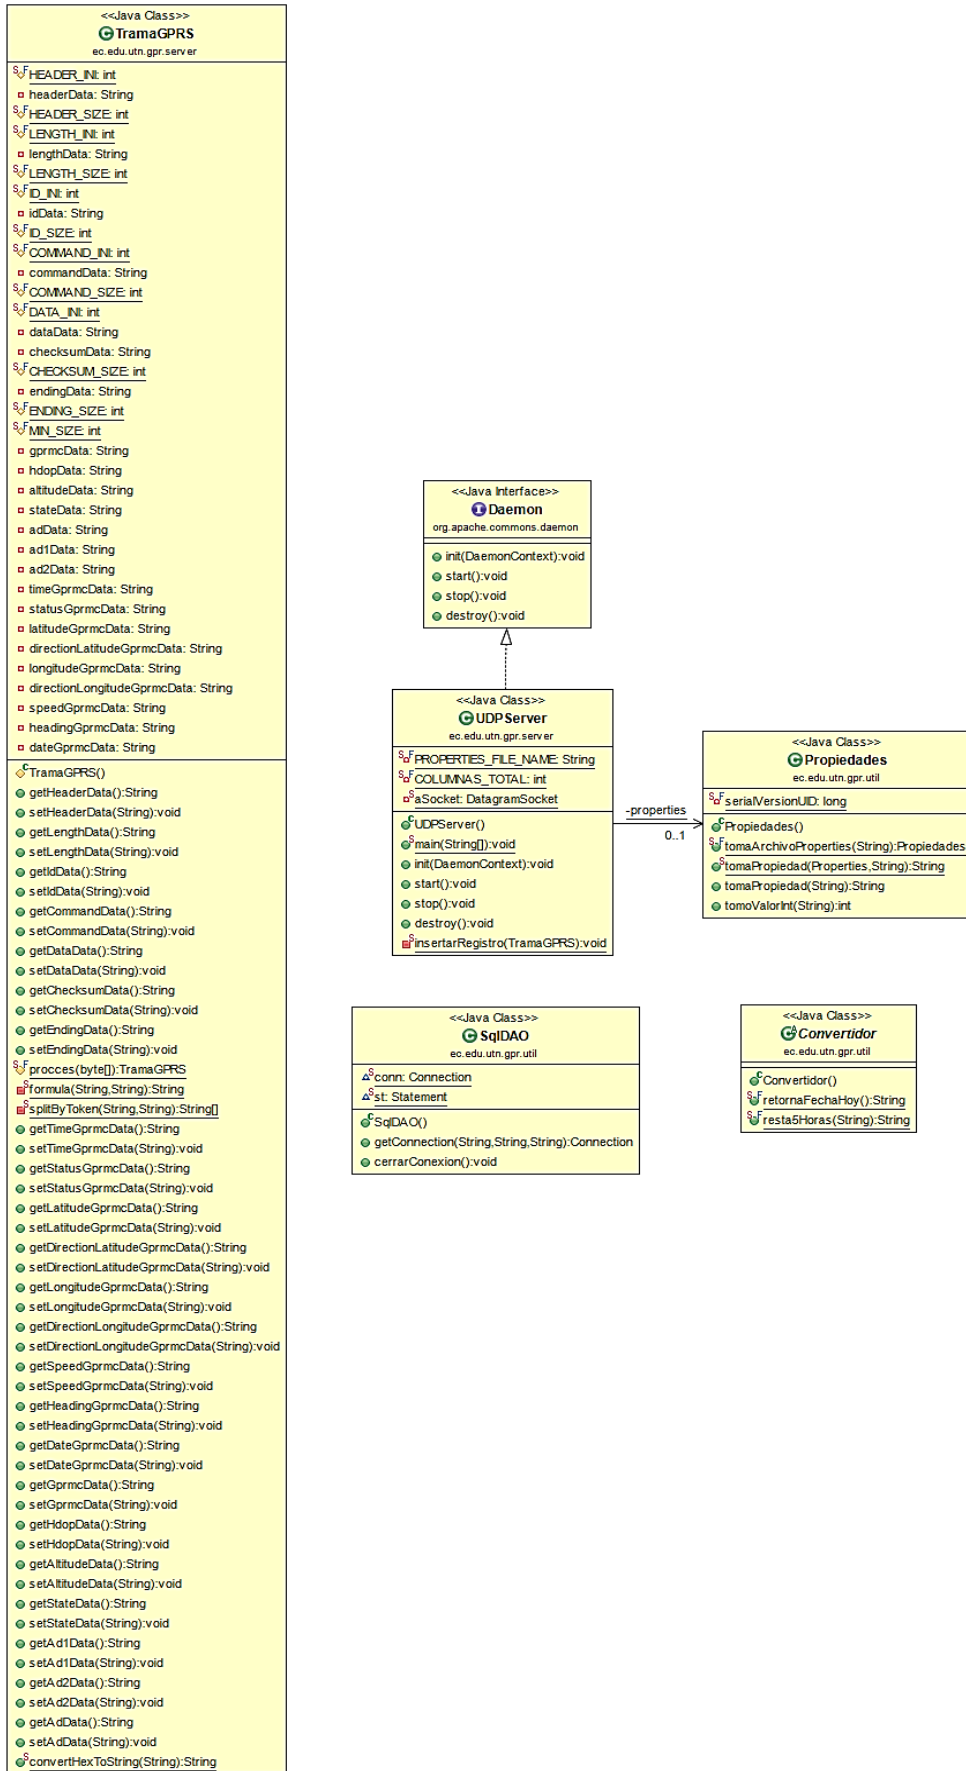 <<Java Class>>
TramaGPRS
ec.edu.utn.gpr.server
HEADER_INI: int
headerData: String
HEADER_SIZE: int
LENGTH_INI: int
lengthData: String
LENGTH_SIZE: int
ID_INI: int
idData: String
ID_SIZE: int
COMMAND_INI: int
commandData: String
COMMAND_SIZE: int
DATA_INI: int
dataData: String
checksumData: String
CHECKSUM_SIZE: int
endingData: String
ENDING_SIZE: int
MIN_SIZE: int
gprmcData: String
hdopData: String
altitudeData: String
stateData: String
adData: String
ad1Data: String
ad2Data: String
timeGprmcData: String
statusGprmcData: String
latitudeGprmcData: String
directionLatitudeGprmcData: String
longitudeGprmcData: String
directionLongitudeGprmcData: String
speedGprmcData: String
headingGprmcData: String
dateGprmcData: String
TramaGPRS()
getHeaderData():String
setHeaderData(String):void
getLengthData():String
setLengthData(String):void
getIdData():String
setIdData(String):void
getCommandData():String
setCommandData(String):void
getDataData():String
setDataData(String):void
getChecksumData():String
setChecksumData(String):void
getEndingData():String
setEndingData(String):void
procces(byte[]):TramaGPRS
formula(String,String):String
splitByToken(String,String):String[]
getTimeGprmcData():String
setTimeGprmcData(String):void
getStatusGprmcData():String
setStatusGprmcData(String):void
getLatitudeGprmcData():String
setLatitudeGprmcData(String):void
getDirectionLatitudeGprmcData():String
setDirectionLatitudeGprmcData(String):void
getLongitudeGprmcData():String
setLongitudeGprmcData(String):void
getDirectionLongitudeGprmcData():String
setDirectionLongitudeGprmcData(String):void
getSpeedGprmcData():String
setSpeedGprmcData(String):void
getHeadingGprmcData():String
setHeadingGprmcData(String):void
getDateGprmcData():String
setDateGprmcData(String):void
getGprmcData():String
setGprmcData(String):void
getHdopData():String
setHdopData(String):void
getAltitudeData():String
setAltitudeData(String):void
getStateData():String
setStateData(String):void
getAd1Data():String
setAd1Data(String):void
getAd2Data():String
setAd2Data(String):void
getAdData():String
setAdData(String):void
convertHexToString(String):String
<<Java Interface>>
Daemon
org.apache.commons.daemon
init(DaemonContext):void
start():void
stop():void
destroy():void
<<Java Class>>
UDPServer
ec.edu.utn.gpr.server
PROPERTIES_FILE_NAME: String
COLUMNAS_TOTAL: int
aSocket: DatagramSocket
UDPServer()
main(String[]):void
init(DaemonContext):void
start():void
stop():void
destroy():void
insertarRegistro(TramaGPRS):void
-properties
0..1
<<Java Class>>
Propiedades
ec.edu.utn.gpr.util
serialVersionUID: long
Propiedades()
tomaArchivoProperties(String):Propiedades
tomaPropiedad(Properties,String):String
tomaPropiedad(String):String
tomoValorInt(String):int
<<Java Class>>
SqlDAO
ec.edu.utn.gpr.util
conn: Connection
st: Statement
SqlDAO()
getConnection(String,String,String):Connection
cerrarConexion():void
<<Java Class>>
Convertidor
ec.edu.utn.gpr.util
Convertidor()
retornaFechaHoy():String
resta5Horas(String):String